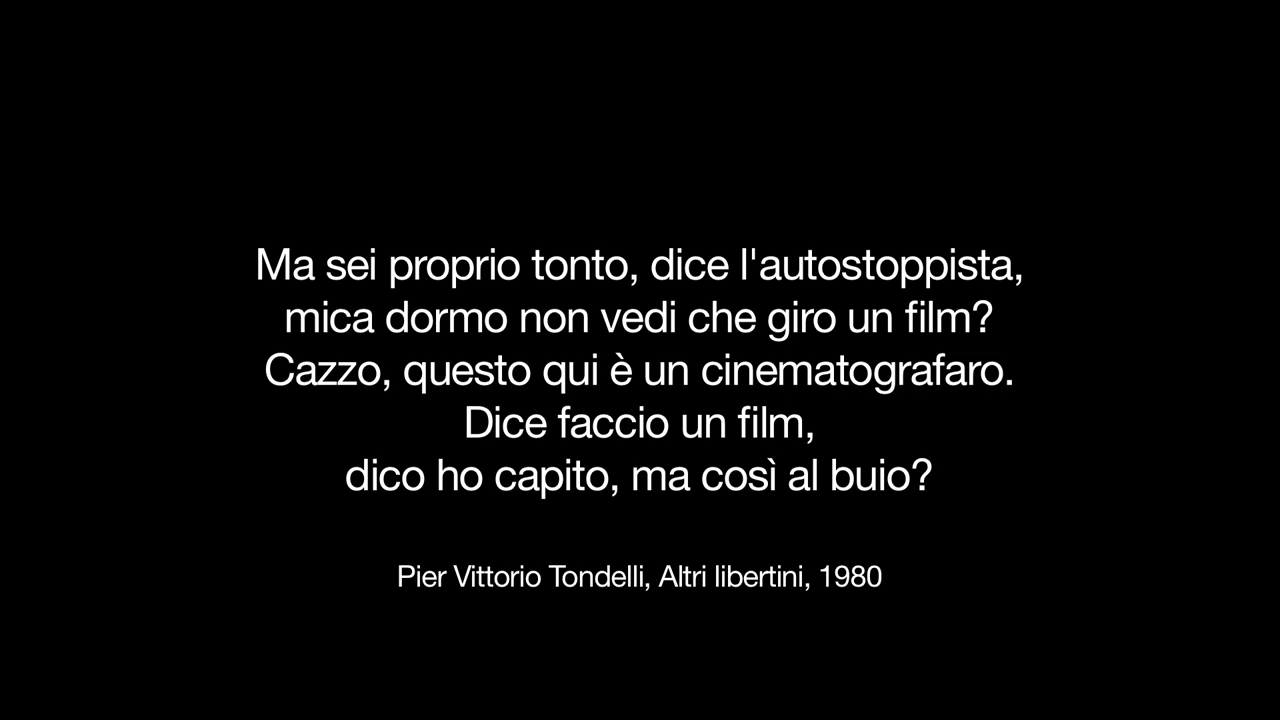 Ma sei proprio tonto, dice l'autostoppista,
mica dormo non vedi che giro un film?
Cazzo, questo qui è un cinematografaro.
Dice faccio un film,
dico ho capito, ma così al buio?
Pier Vittorio Tondelli, Altri libertini, 1980